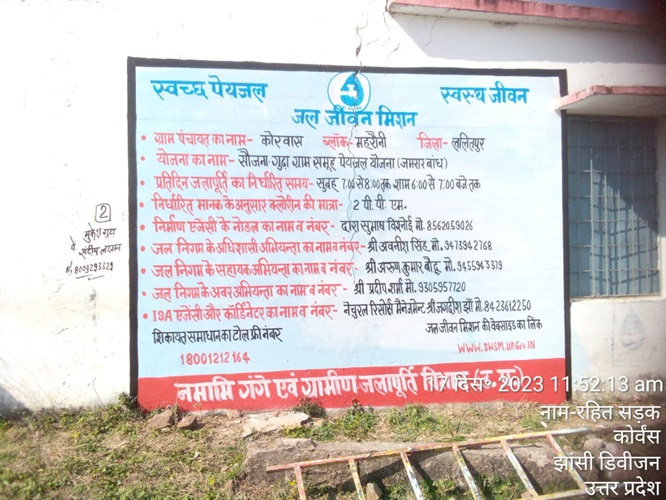 स्वच्छ पेयजल स्वस्थ जीवन
जल जीवन मिशन
• ग्राम पंचायत का नाम- कोरवास ब्लॉक- महरौनी जिला- ललितपुर
• योजना का नाम- सौजना-गुढ़ा ग्राम समूह पेयजल योजना (जमरार बांध)
• प्रतिदिन जलापूर्ति का निर्धारित समय- सुबह 7.00 से 8:00 तक शाम 6:00 से 7.00 बजे तक
• निर्धारित मानक के अनुसार क्लोरीन की मात्रा- 2 पी. पी. एम.
• निर्माण एजेंसी के नोडल का नाम व नंबर- द्वारा सुभाष विश्नोई मो. 8562059026
• जल निगम के अधिशासी अभियन्ता का नाम व नंबर- श्री अवनीश सिंह मो. 9473942768
• जल निगम के सहायक अभियन्ता का नाम व नंबर- श्री अरुण कुमार मो. 9455943379
• जल निगम के अवर अभियन्ता का नाम व नंबर- श्री प्रदीप शर्मा मो. 9305957720
• ISA एजेंसी और कॉर्डिनेटर का नाम व नंबर- नेचुरल रिसोर्स मैनेजमेन्ट श्री जगदीश झाँ मो. 8423612250
शिकायत समाधान का टोल फ्री नंबर जल जीवन मिशन की वेबसाइड का लिंक
18001212164 WWW.SWSM.UP.GOV.IN
नमामि गंगे एवं ग्रामीण जलापूर्ति विभाग (उ.प्र.)
2
मुकेश
8009295529
17 दिस॰ 2023 11:52:13 am
नाम-रहित सड़क
कोर्वंस
झांसी डिवीजन
उत्तर प्रदेश